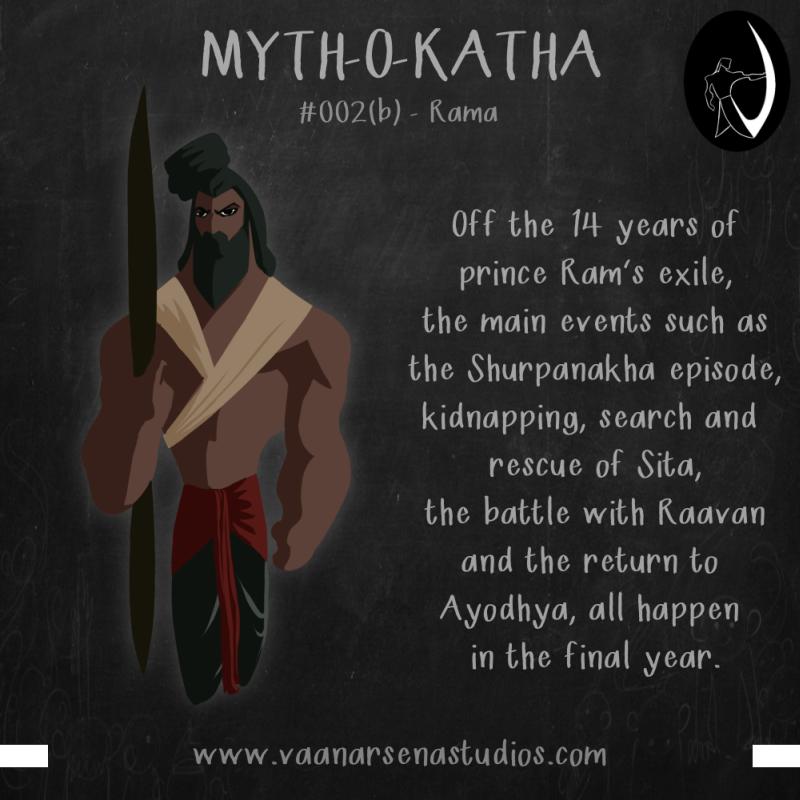 MYTH-O-KATHA
#002(b) - Rama
Off the 14 years of
prince Ram's exile,
the main events such as
the Shurpanakha episode,
kidnapping, search and
rescue of Sita,
the battle with Raavan
and the return to
Ayodhya, all happen
in the final year.
www.vaanarsenastudios.com